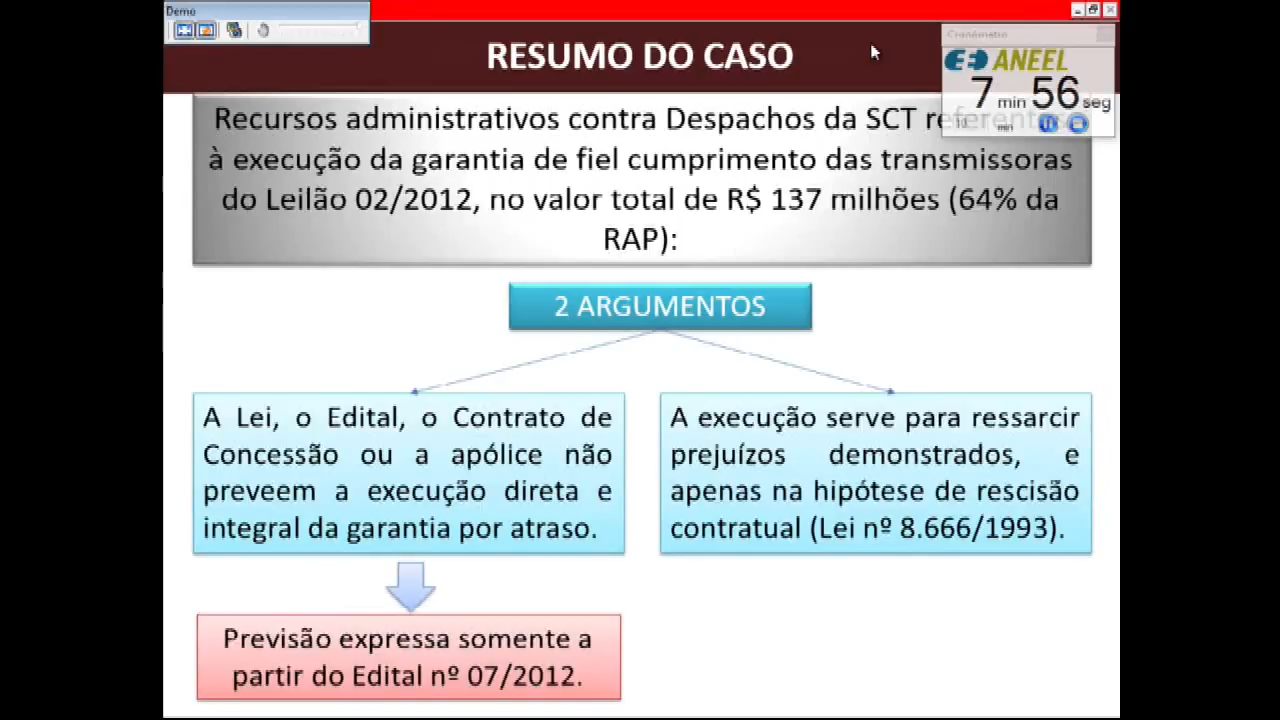 Demo
RESUMO DO CASO
Cronômetro
ANEEL
7 min 56 seg
10 min
Recursos administrativos contra Despachos da SCT
à execução da garantia de fiel cumprimento das transmissoras
do Leilão 02/2012, no valor total de R$ 137 milhões (64% da
RAP):
2 ARGUMENTOS
A Lei, o Edital, o Contrato de
Concessão ou a apólice não
preveem a execução direta e
integral da garantia por atraso.
A execução serve para ressarcir
prejuízos demonstrados, e
apenas na hipótese de rescisão
contratual (Lei nº 8.666/1993).
Previsão expressa somente a
partir do Edital nº 07/2012.